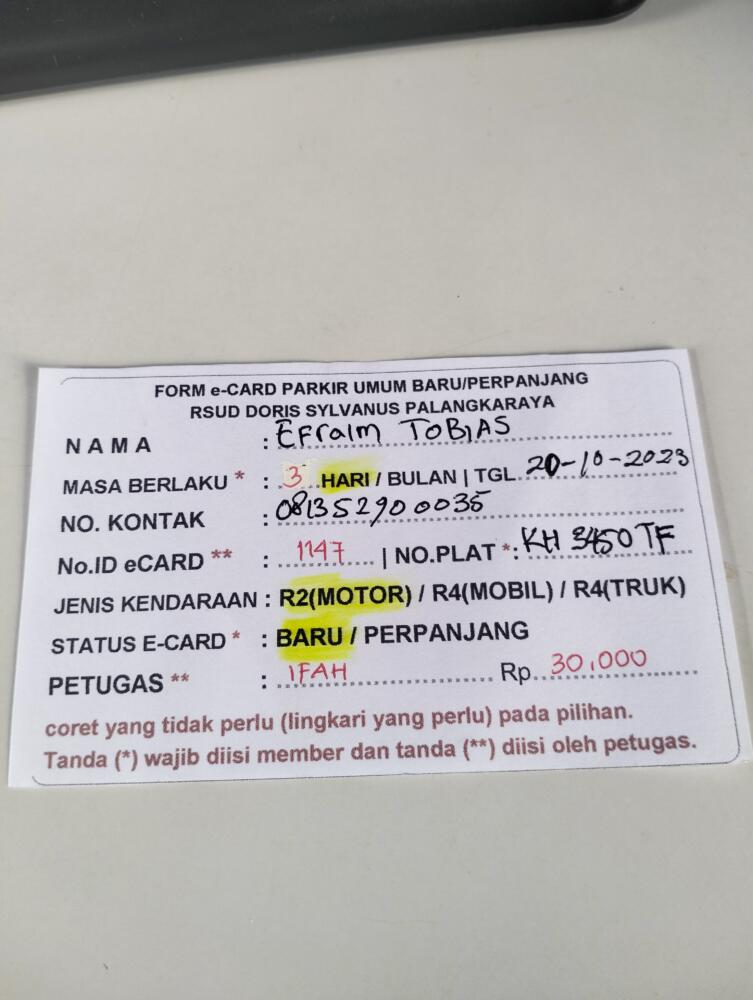 FORM e-CARD PARKIR UMUM BARU/PERPANJANG
RSUD DORIS SYLVANUS PALANGKARAYA
NAMA : Efraim TOBIAS
MASA BERLAKU * : 3 HARI / BULAN | TGL. 20-10-2023
NO. KONTAK : 081352900035
No.ID eCARD ** : 1147 | NO.PLAT *: KH 3450 TF
JENIS KENDARAAN : R2(MOTOR) / R4(MOBIL) / R4(TRUK)
STATUS E-CARD * : BARU / PERPANJANG
PETUGAS ** : IFAH Rp. 30.000
coret yang tidak perlu (lingkari yang perlu) pada pilihan.
Tanda (*) wajib diisi member dan tanda (**) diisi oleh petugas.